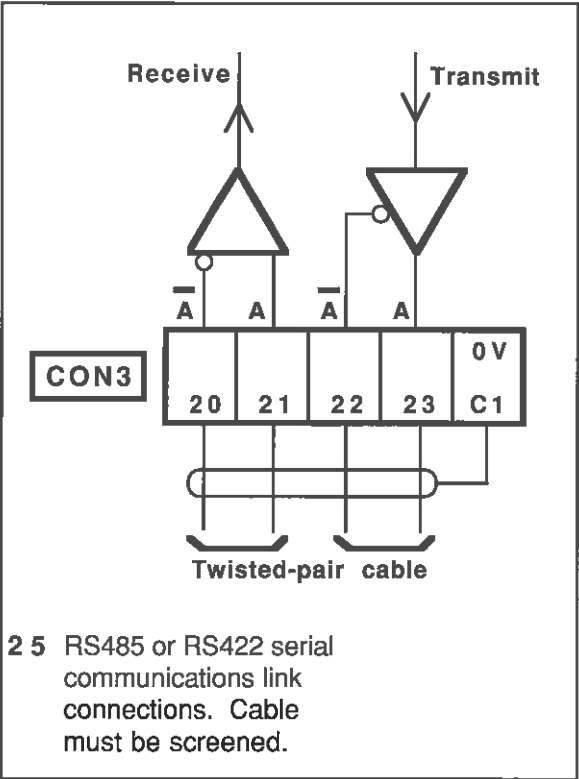 Receive Transmit
A̅ A A̅ A
0V
CON3
20 21 22 23 C1
Twisted-pair cable
25 RS485 or RS422 serial
communications link
connections. Cable
must be screened.